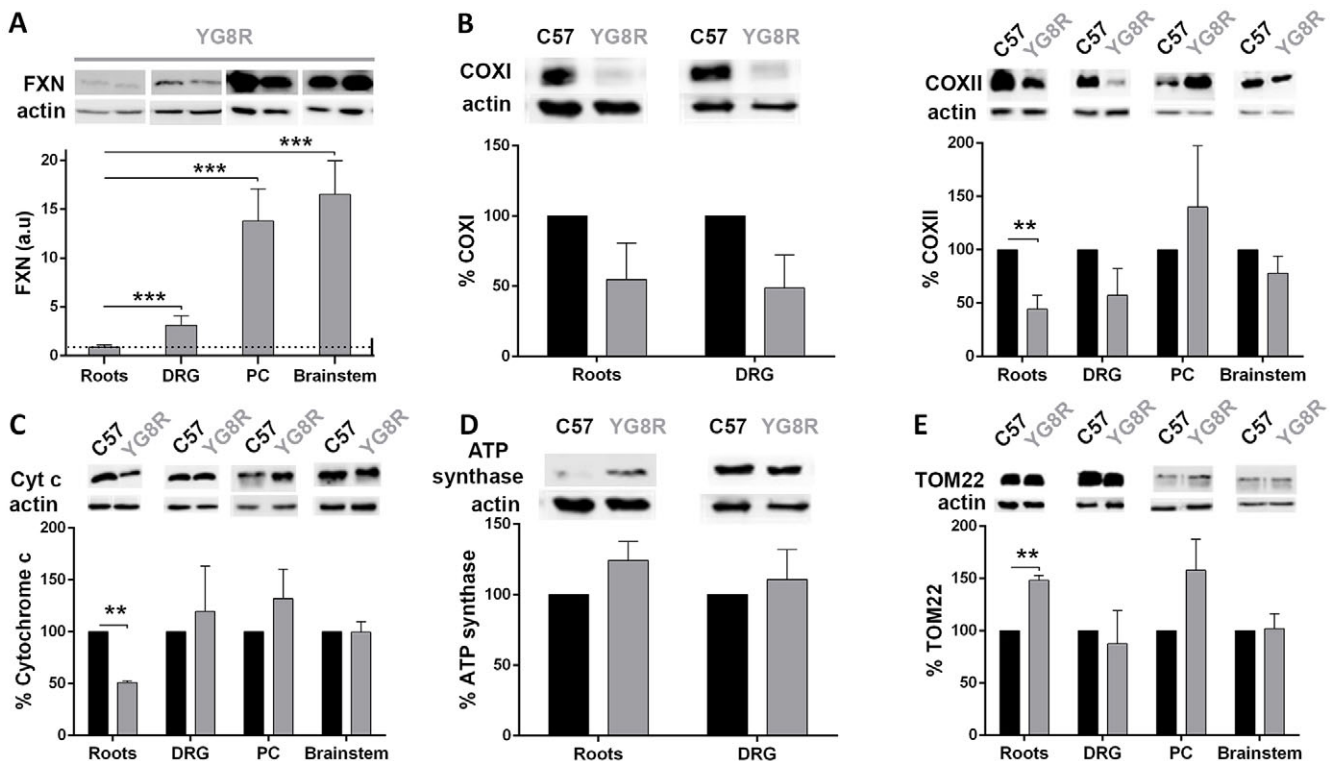 A
YG8R
FXN
actin
*** *** ***
FXN (a.u)
20
15
10
5
0
Roots DRG PC Brainstem
B
C57 YG8R C57 YG8R
COXI
actin
% COXI
100
50
0
Roots DRG
C57 YG8R C57 YG8R C57 YG8R C57 YG8R
COXII
actin
% COXII
200
150
100
50
0
**
Roots DRG PC Brainstem
C
C57 YG8R C57 YG8R C57 YG8R C57 YG8R
Cyt c
actin
% Cytochrome c
150
100
50
0
**
Roots DRG PC Brainstem
D
C57 YG8R C57 YG8R
ATP
synthase
actin
% ATP synthase
150
100
50
0
Roots DRG
E
C57 YG8R C57 YG8R C57 YG8R C57 YG8R
TOM22
actin
% TOM22
200
150
100
50
0
**
Roots DRG PC Brainstem